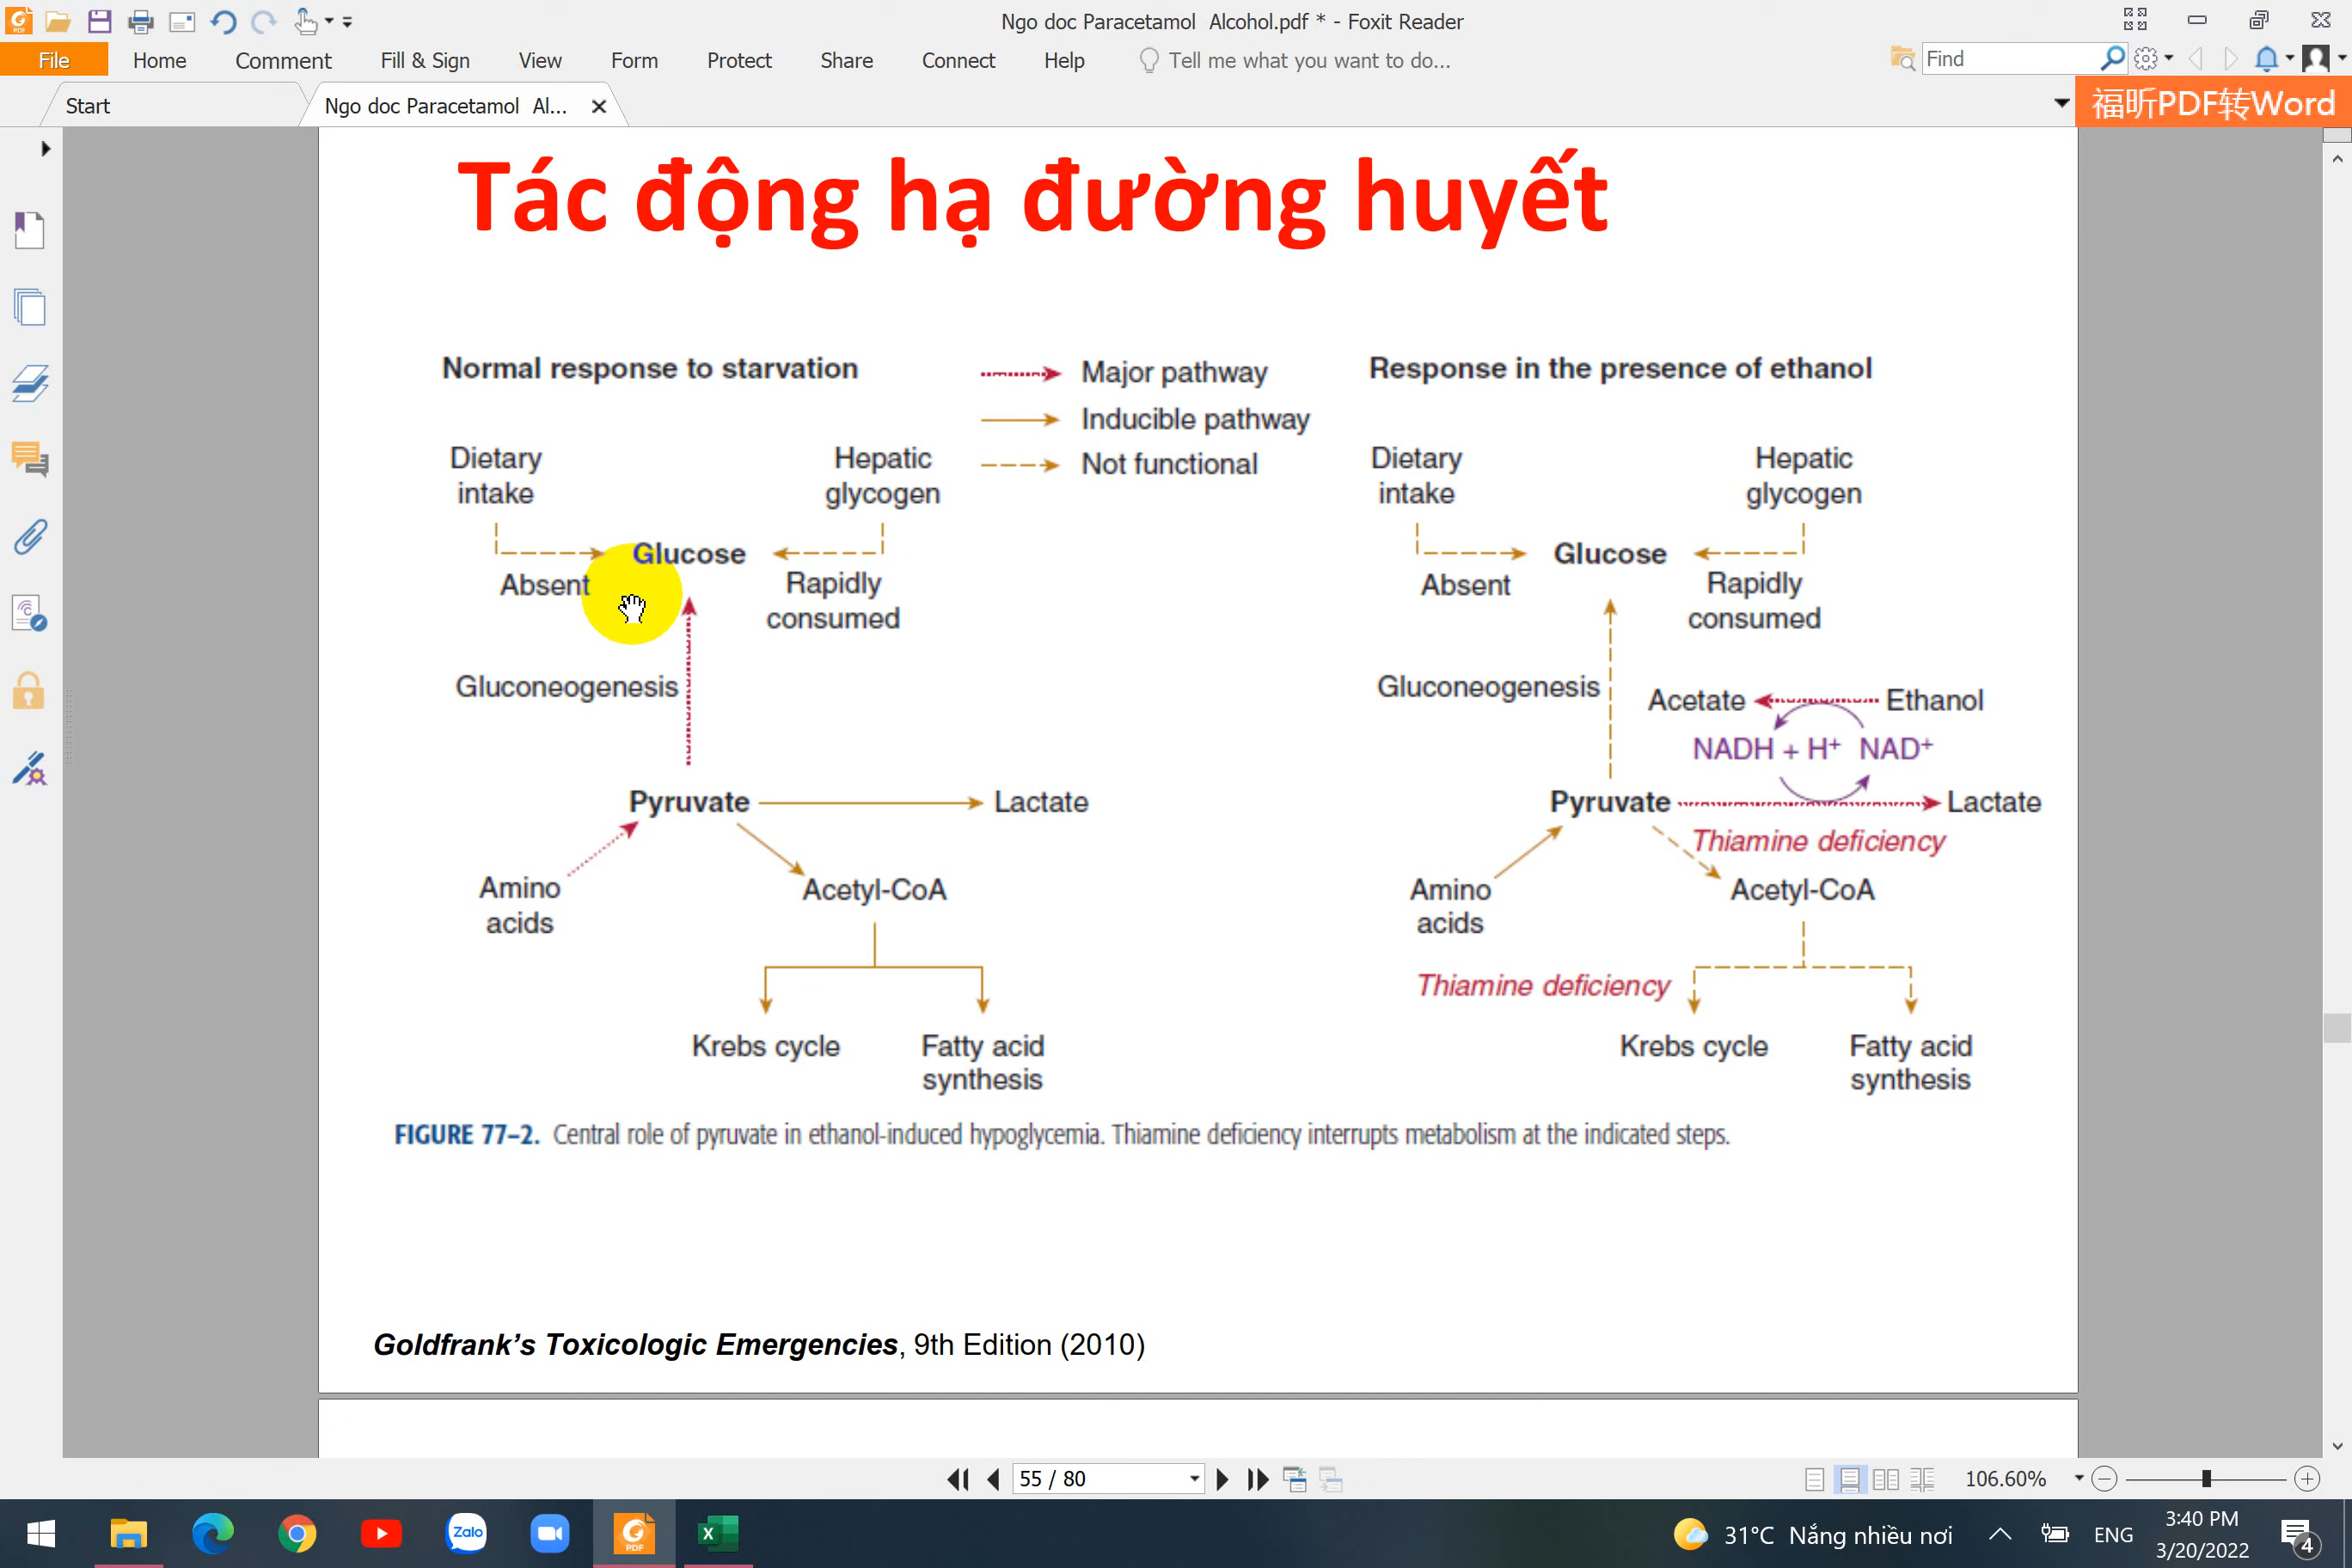 Ngo doc Paracetamol Alcohol.pdf * - Foxit Reader
File Home Comment Fill & Sign View Form Protect Share Connect Help Tell me what you want to do... Find
Start Ngo doc Paracetamol Al... 福昕PDF转Word
Tác động hạ đường huyết
Normal response to starvation
Major pathway
Inducible pathway
Not functional
Dietary
intake
Hepatic
glycogen
Glucose
Absent
Rapidly
consumed
Gluconeogenesis
Pyruvate
Lactate
Amino
acids
Acetyl-CoA
Krebs cycle
Fatty acid
synthesis
Response in the presence of ethanol
Dietary
intake
Hepatic
glycogen
Glucose
Absent
Rapidly
consumed
Gluconeogenesis
Acetate Ethanol
NADH + H+ NAD+
Pyruvate
Lactate
Thiamine deficiency
Amino
acids
Acetyl-CoA
Thiamine deficiency
Krebs cycle
Fatty acid
synthesis
FIGURE 77–2. Central role of pyruvate in ethanol-induced hypoglycemia. Thiamine deficiency interrupts metabolism at the indicated steps.
Goldfrank's Toxicologic Emergencies, 9th Edition (2010)
55 / 80
106.60%
Zalo
PDF
31°C Nắng nhiều nơi
ENG
3:40 PM
3/20/2022
4